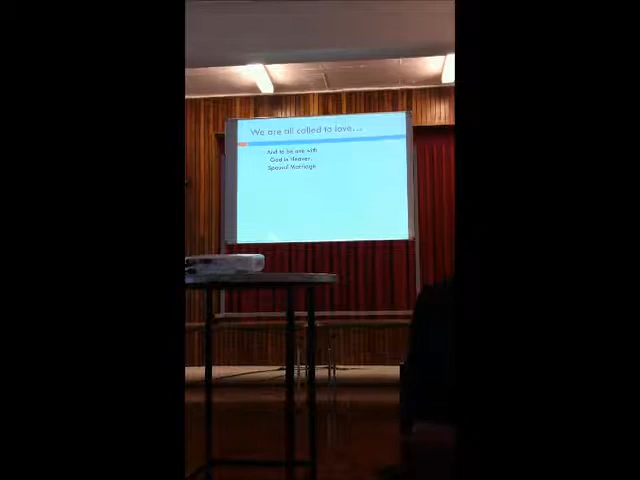 We are all called to love...
And to be one with
God in Heaven.
Spousal Marriage